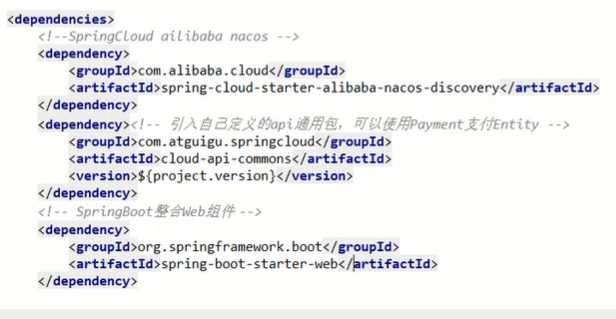 <dependencies>
<!--SpringCloud ailibaba nacos -->
<dependency>
<groupId>com.alibaba.cloud</groupId>
<artifactId>spring-cloud-starter-alibaba-nacos-discovery</artifactId>
</dependency>
<dependency><!-- 引入自己定义的api通用包，可以使用Payment支付Entity -->
<groupId>com.atguigu.springcloud</groupId>
<artifactId>cloud-api-commons</artifactId>
<version>${project.version}</version>
</dependency>
<!-- SpringBoot整合Web组件 -->
<dependency>
<groupId>org.springframework.boot</groupId>
<artifactId>spring-boot-starter-web</artifactId>
</dependency>